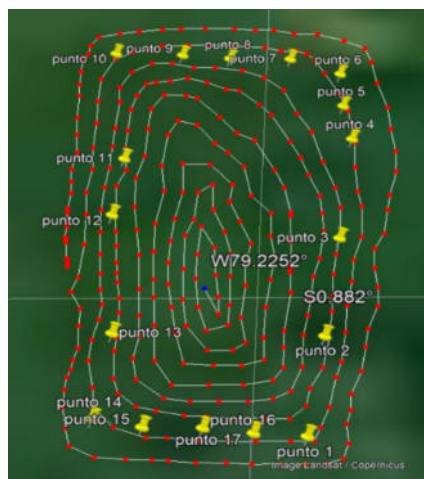 punto 10
punto 9
punto 8
punto 7
punto 6
punto 5
punto 4
punto 11
punto 12
punto 3
W79.2252°
S0.882°
punto 13
punto 2
punto 14
punto 15
punto 16
punto 17
punto 1
Image Landsat / Copernicus